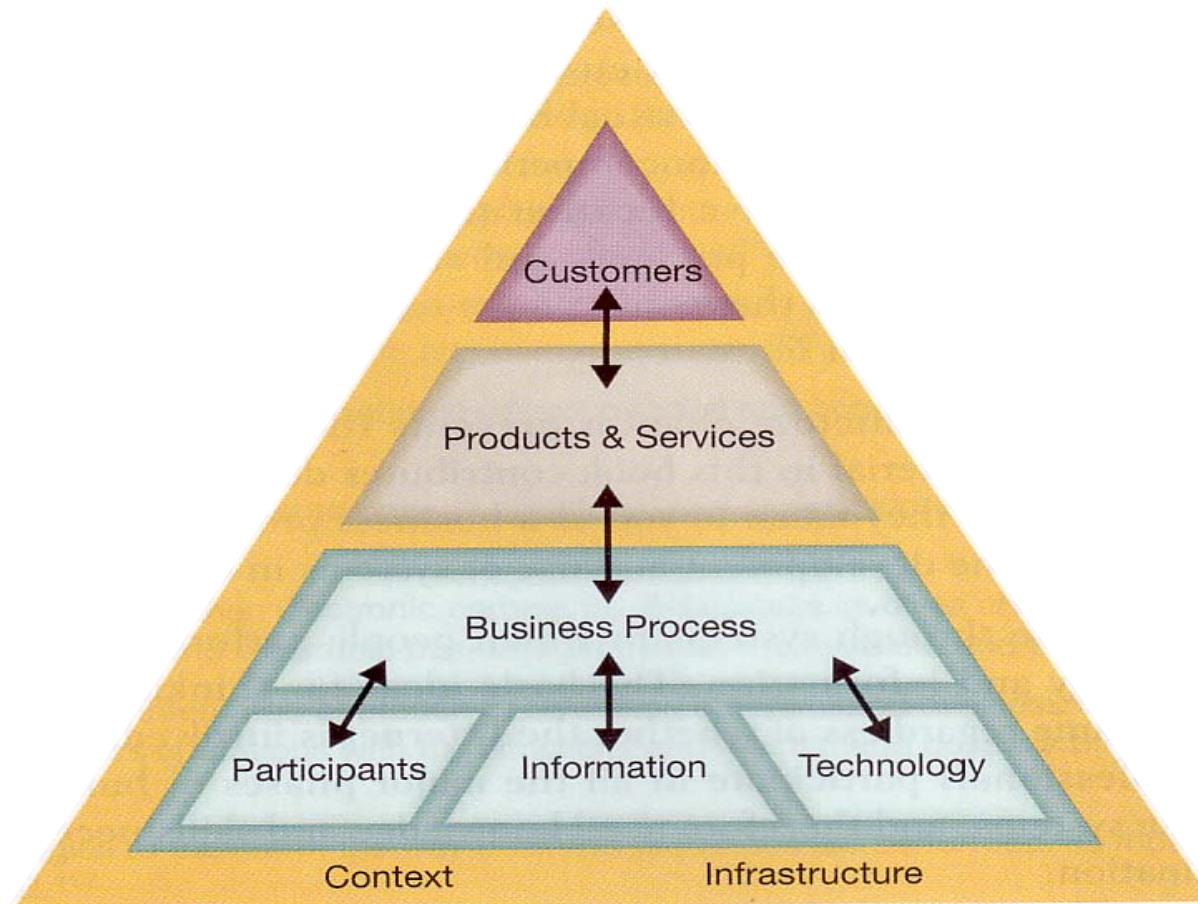 Customers
Products & Services
Business Process
Participants
Information
Technology
Context
Infrastructure